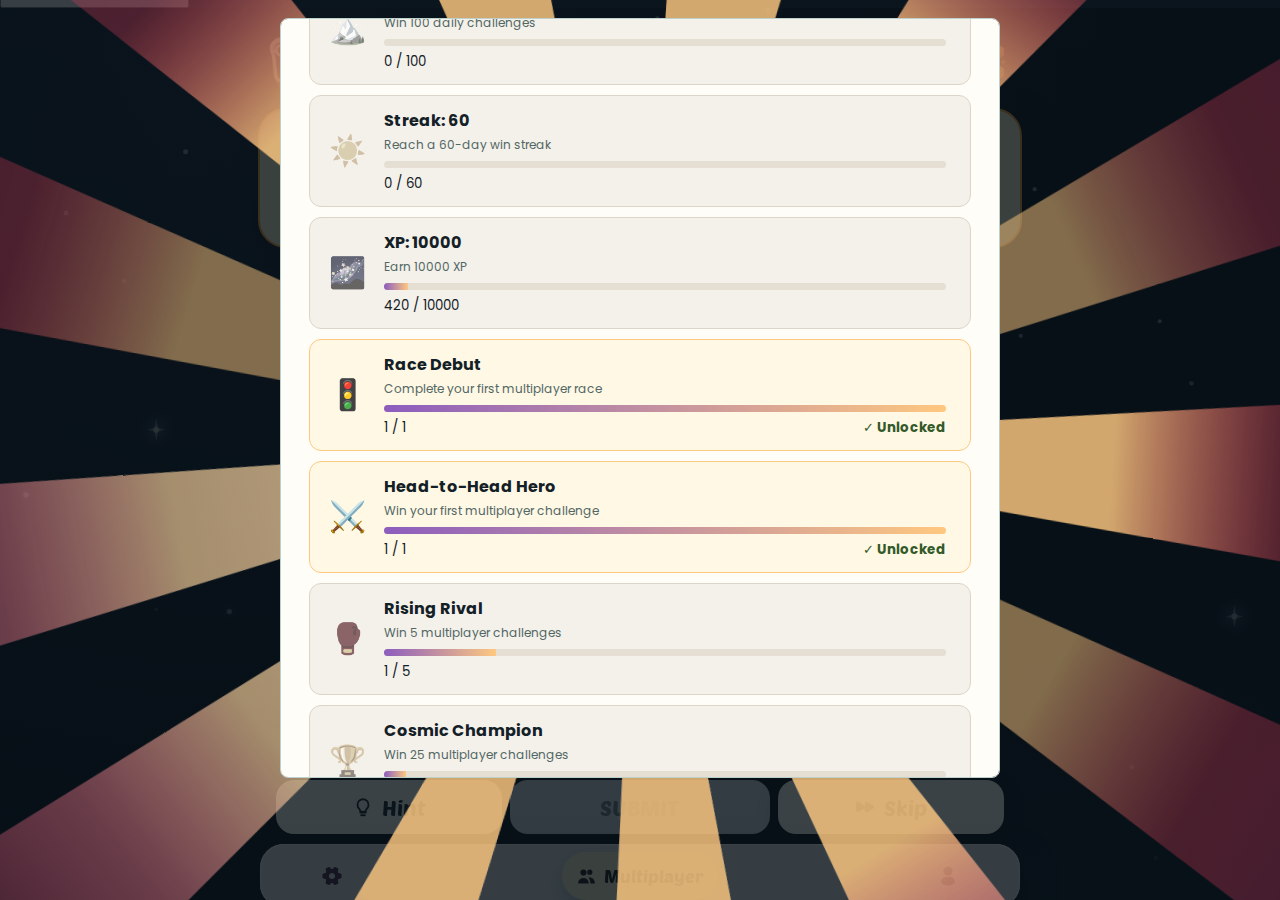 Win 100 daily challenges
0 / 100
Streak: 60
Reach a 60-day win streak
0 / 60
XP: 10000
Earn 10000 XP
420 / 10000
Race Debut
Complete your first multiplayer race
1 / 1
✓ Unlocked
Head-to-Head Hero
Win your first multiplayer challenge
1 / 1
✓ Unlocked
Rising Rival
Win 5 multiplayer challenges
1 / 5
Cosmic Champion
Win 25 multiplayer challenges
Hint
SUBMIT
Skip
Multiplayer